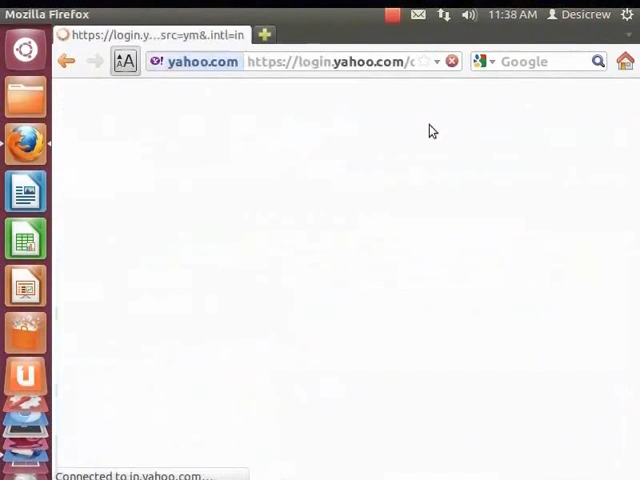 Mozilla Firefox
11:38 AM
Desicrew
https://login.y...src=ym&.intl=in
A A
Y! yahoo.com
https://login.yahoo.com/c
Google
U
Connected to in.yahoo.com...